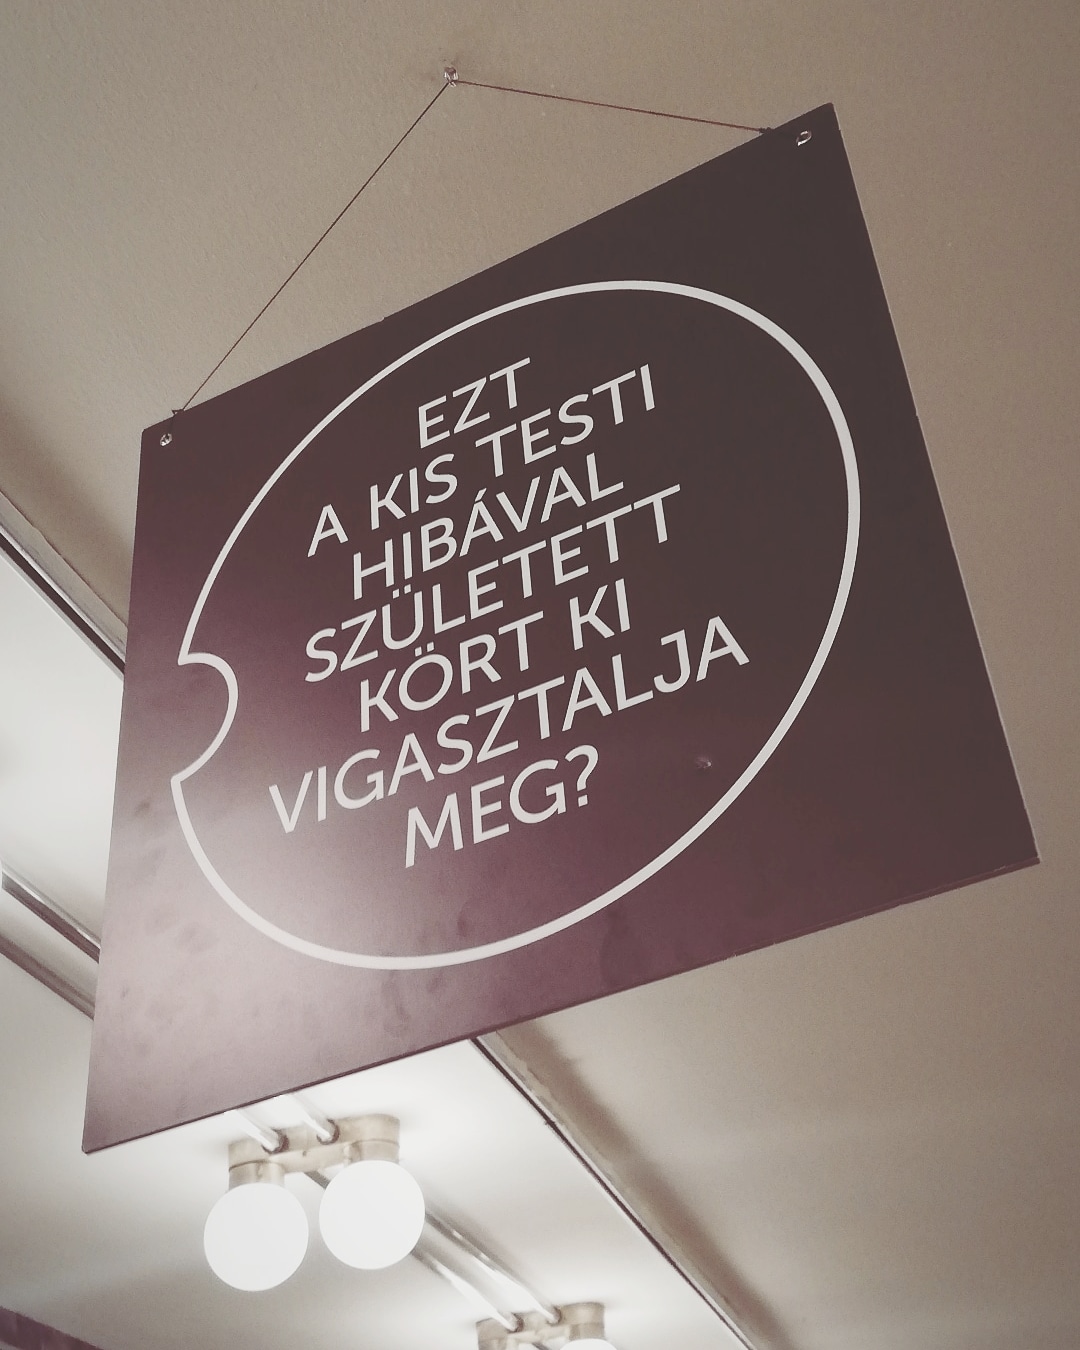 EZT
A KIS TESTI
HIBÁVAL
SZÜLETETT
KÖRT KI
VIGASZTALJA
MEG?